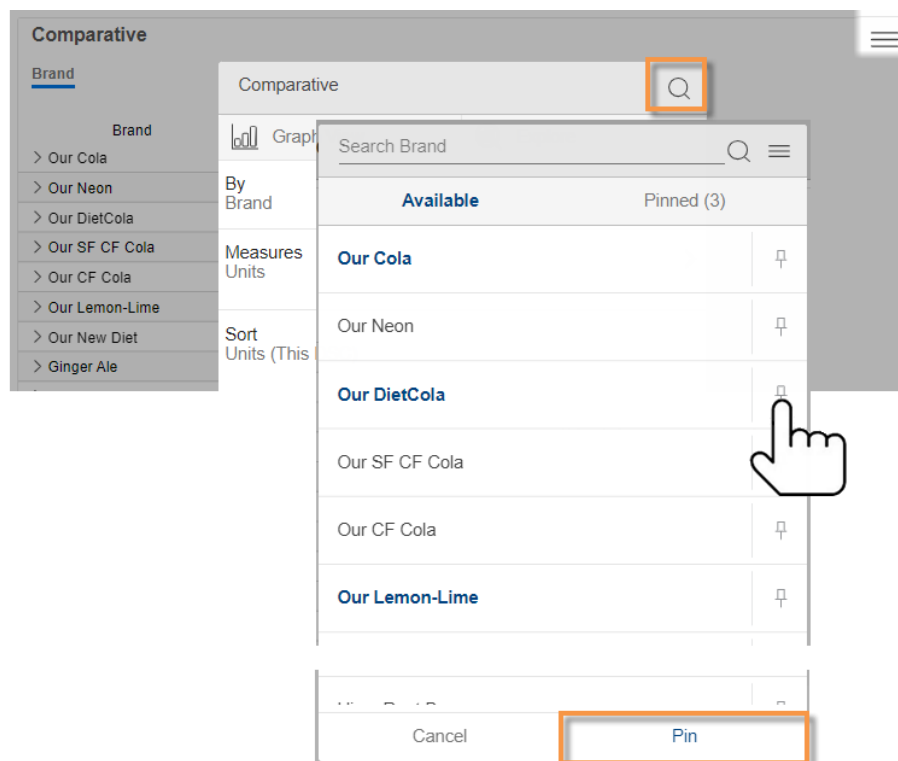 Comparative
Brand
Brand
> Our Cola
> Our Neon
> Our DietCola
> Our SF CF Cola
> Our CF Cola
> Our Lemon-Lime
> Our New Diet
> Ginger Ale
Comparative
Graph
By
Brand
Measures
Units
Sort
Units (This
Search Brand
Available Pinned (3)
Our Cola
Our Neon
Our DietCola
Our SF CF Cola
Our CF Cola
Our Lemon-Lime
Cancel Pin